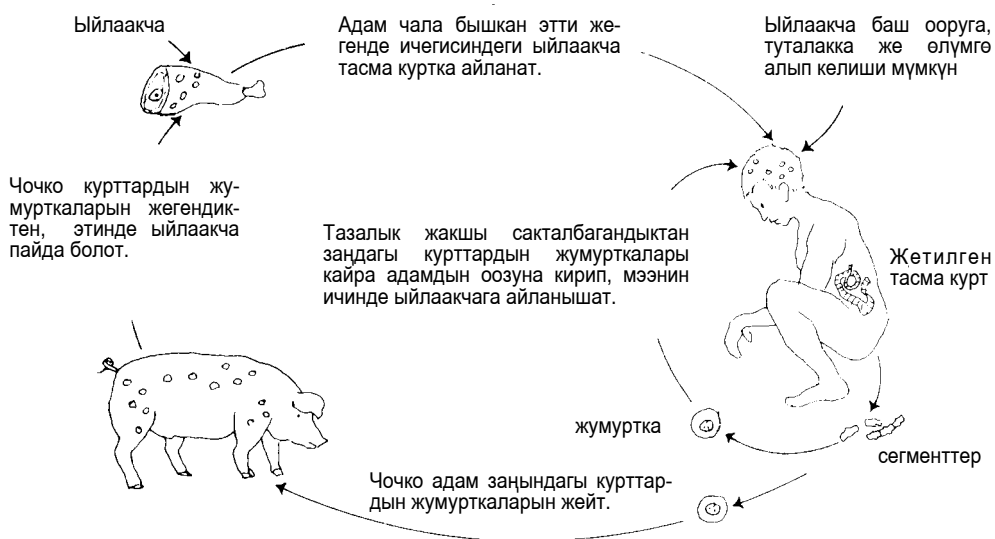 Ыйлаакча
Адам чала бышкан этти же-
генде ичегисиндеги ыйлаакча
тасма куртка айланат.
Ыйлаакча баш ооруга,
туталакка же өлүмгө
алып келиши мүмкүн
Чочко курттардын жу-
мурткаларын жегендик-
тен, этинде ыйлаакча
пайда болот.
Тазалык жакшы сакталбагандыктан
заңдагы курттардын жумурткалары
кайра адамдын оозуна кирип, мээнин
ичинде ыйлаакчага айланышат.
Жетилген
тасма курт
жумуртка
сегменттер
Чочко адам заңындагы курттар-
дын жумурткаларын жейт.